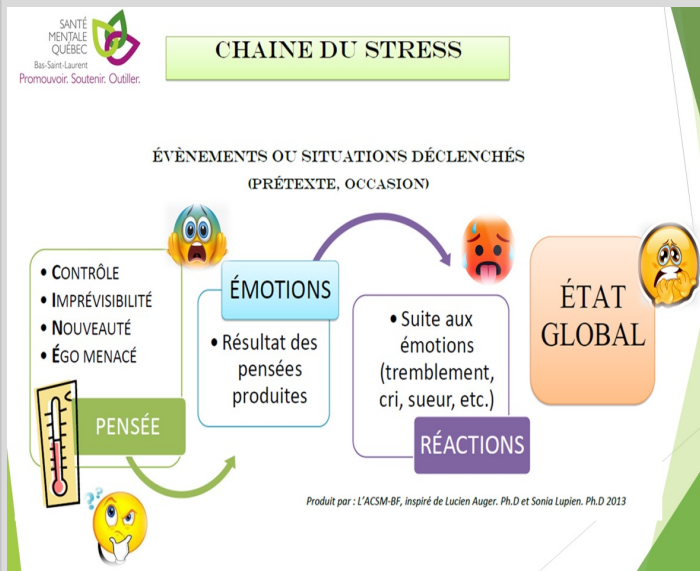 SANTÉ
MENTALE
QUÉBEC
Bas-Saint-Laurent
Promouvoir. Soutenir. Outiller.
CHAINE DU STRESS
ÉVÈNEMENTS OU SITUATIONS DÉCLENCHÉS
(PRÉTEXTE, OCCASION)
• CONTRÔLE
• IMPRÉVISIBILITÉ
• NOUVEAUTÉ
• ÉGO MENACÉ
PENSÉE
ÉMOTIONS
• Résultat des
pensées
produites
• Suite aux
émotions
(tremblement,
cri, sueur, etc.)
RÉACTIONS
ÉTAT
GLOBAL
Produit par : L'ACSM-BF, inspiré de Lucien Auger. Ph.D et Sonia Lupien. Ph.D 2013